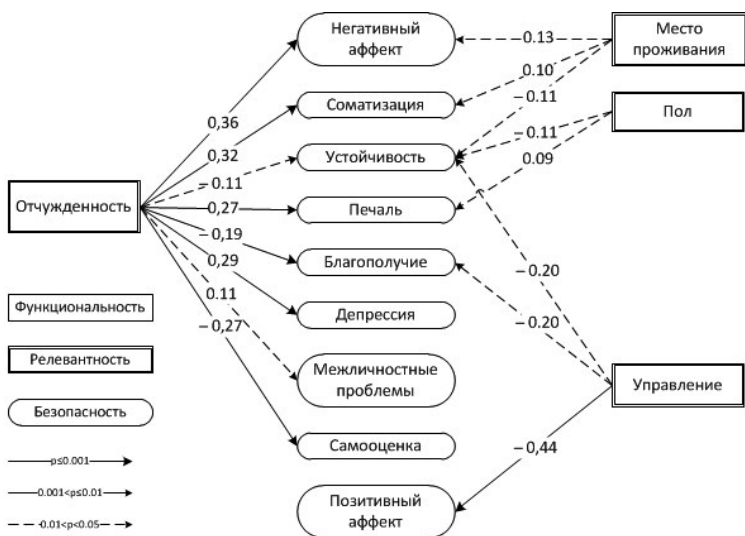 Негативный
аффект
0.13
Место
проживания
0.10
Соматизация
0.11
Пол
0,36
0.11
0,32
Устойчивость
0.09
0.11
Отчужденность
0,27
Печаль
− 0,19
Благополучие
− 0.20
0,29
0.11
Функциональность
− 0,27
Депрессия
− 0.20
Релевантность
Межличностные
проблемы
Управление
Безопасность
Самооценка
− 0,44
p≤0.001
0.001<p≤0.01
Позитивный
аффект
0.01<p<0.05